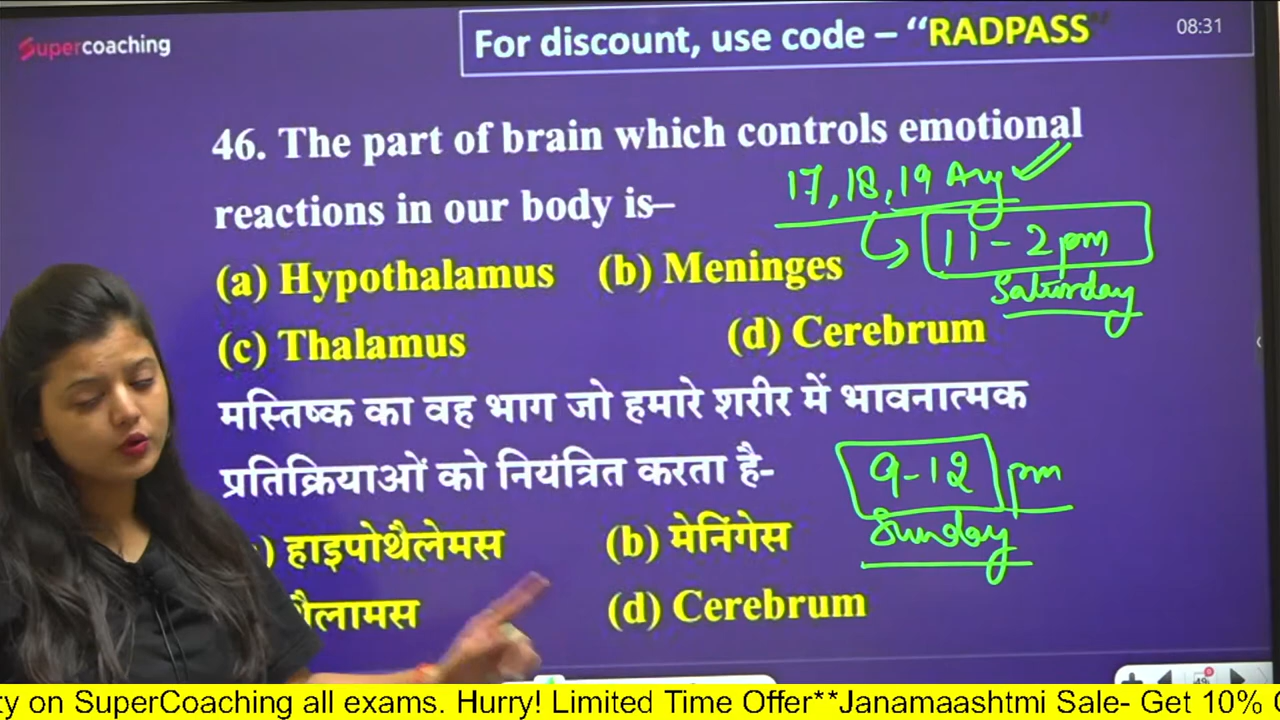 Supercoaching
For discount, use code – “RADPASS”
08:31
46. The part of brain which controls emotional
reactions in our body is–
17, 18, 19 Aug
11 - 2 pm
Saturday
(a) Hypothalamus (b) Meninges
(c) Thalamus (d) Cerebrum
मस्तिष्क का वह भाग जो हमारे शरीर में भावनात्मक
प्रतिक्रियाओं को नियंत्रित करता है-
9-12 pm
Sunday
) हाइपोथैलेमस (b) मेनिंगेस
थैलामस (d) Cerebrum
ty on SuperCoaching all exams. Hurry! Limited Time Offer**Janamaashtmi Sale- Get 10%